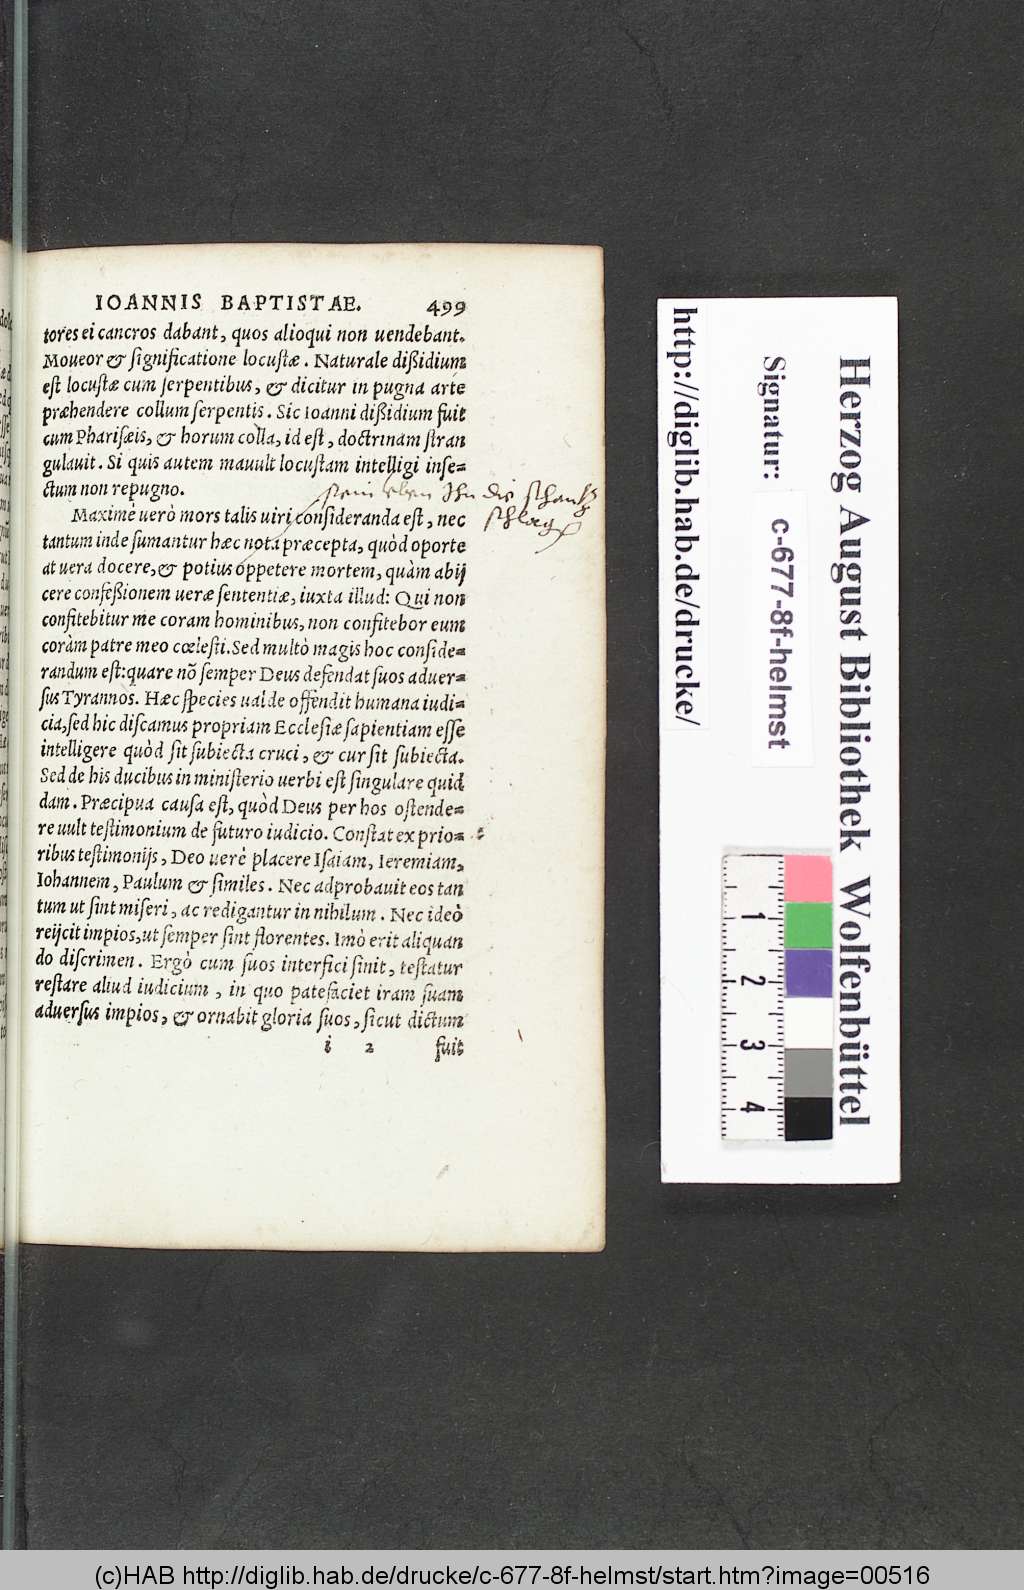 IOANNIS BAPTISTAE. 499
tores ei cancros dabant, quos alioqui non uendebant.
Moueor & significatione locustæ. Naturale dißidium
est locustæ cum serpentibus, & dicitur in pugna arte
præhendere collum serpentis. Sic Ioanni dißidium fuit
cum Pharisæis, & horum colla, id est, doctrinam stran
gulauit. Si quis autem mauult locustam intelligi inse=
ctum non repugno.
Maximè uerò mors talis uiri consideranda est, nec
tantum inde sumantur hæc nota præcepta, quòd oporte
at uera docere, & potius oppetere mortem, quàm abij
cere confeßionem ueræ sententiæ, iuxta illud: Qui non
confitebitur me coram hominibus, non confitebor eum
coràm patre meo cœlesti. Sed multò magis hoc conside=
randum est: quare nõ semper Deus defendat suos aduer=
sus Tyrannos. Hæc species ualde offendit humana iudi=
cia, sed hic discamus propriam Ecclesiæ sapientiam esse
intelligere quòd sit subiecta cruci, & cur sit subiecta.
Sed de his ducibus in ministerio uerbi est singulare quid
dam. Præcipua causa est, quòd Deus per hos ostende=
re uult testimonium de futuro iudicio. Constat ex prio=
ribus testimonijs, Deo uerè placere Isaiam, Ieremiam,
Iohannem, Paulum & similes. Nec adprobauit eos tan
tum ut sint miseri, ac redigantur in nihilum. Nec ideò
reijcit impios, ut semper sint florentes. Imò erit aliquan
do discrimen. Ergò cum suos interfici sinit, testatur
restare aliud iudicium, in quo patefaciet iram suam
aduersus impios, & ornabit gloria suos, sicut dictum
i 2 fuit
die
schlag
Herzog August Bibliothek Wolfenbüttel
Signatur: c-677-8f-helmst
http://diglib.hab.de/drucke/
1
2
3
4
(c)HAB http://diglib.hab.de/drucke/c-677-8f-helmst/start.htm?image=00516